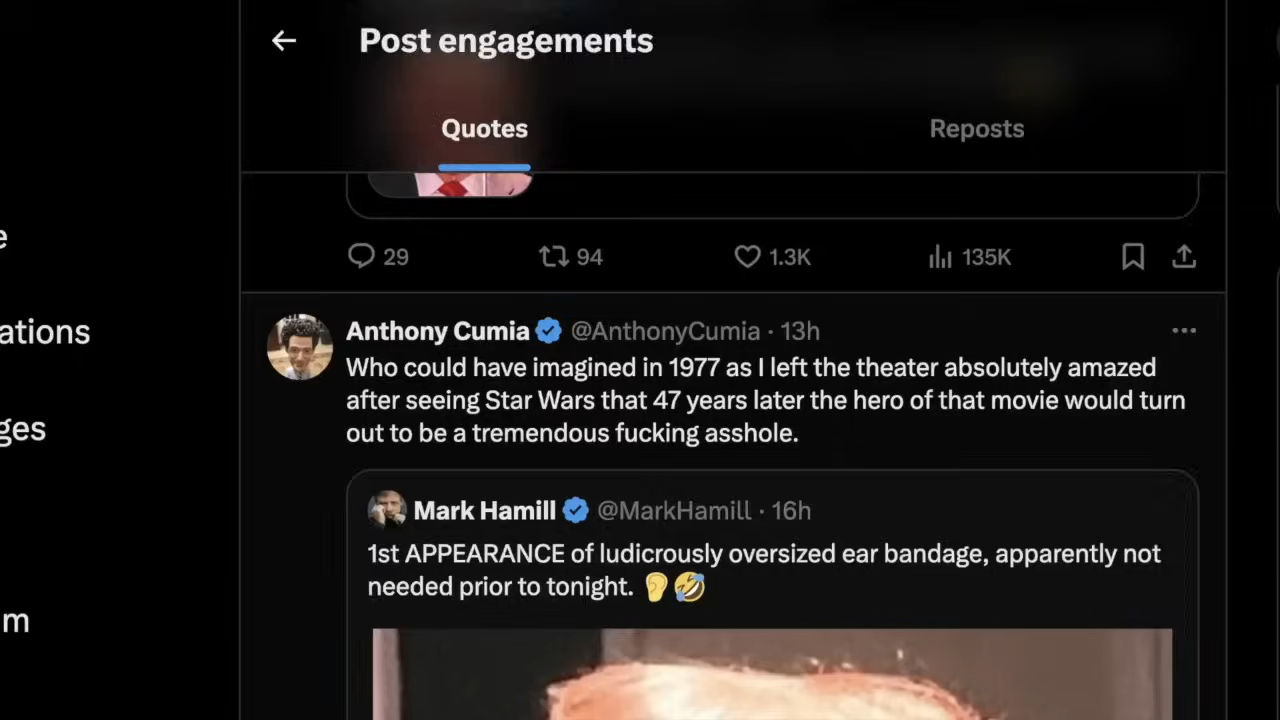 Post engagements
Quotes
Reposts
29
94
1.3K
135K
e
ations
ges
m
Anthony Cumia @AnthonyCumia · 13h
Who could have imagined in 1977 as I left the theater absolutely amazed
after seeing Star Wars that 47 years later the hero of that movie would turn
out to be a tremendous fucking asshole.
Mark Hamill @MarkHamill · 16h
1st APPEARANCE of ludicrously oversized ear bandage, apparently not
needed prior to tonight. 👂🤣